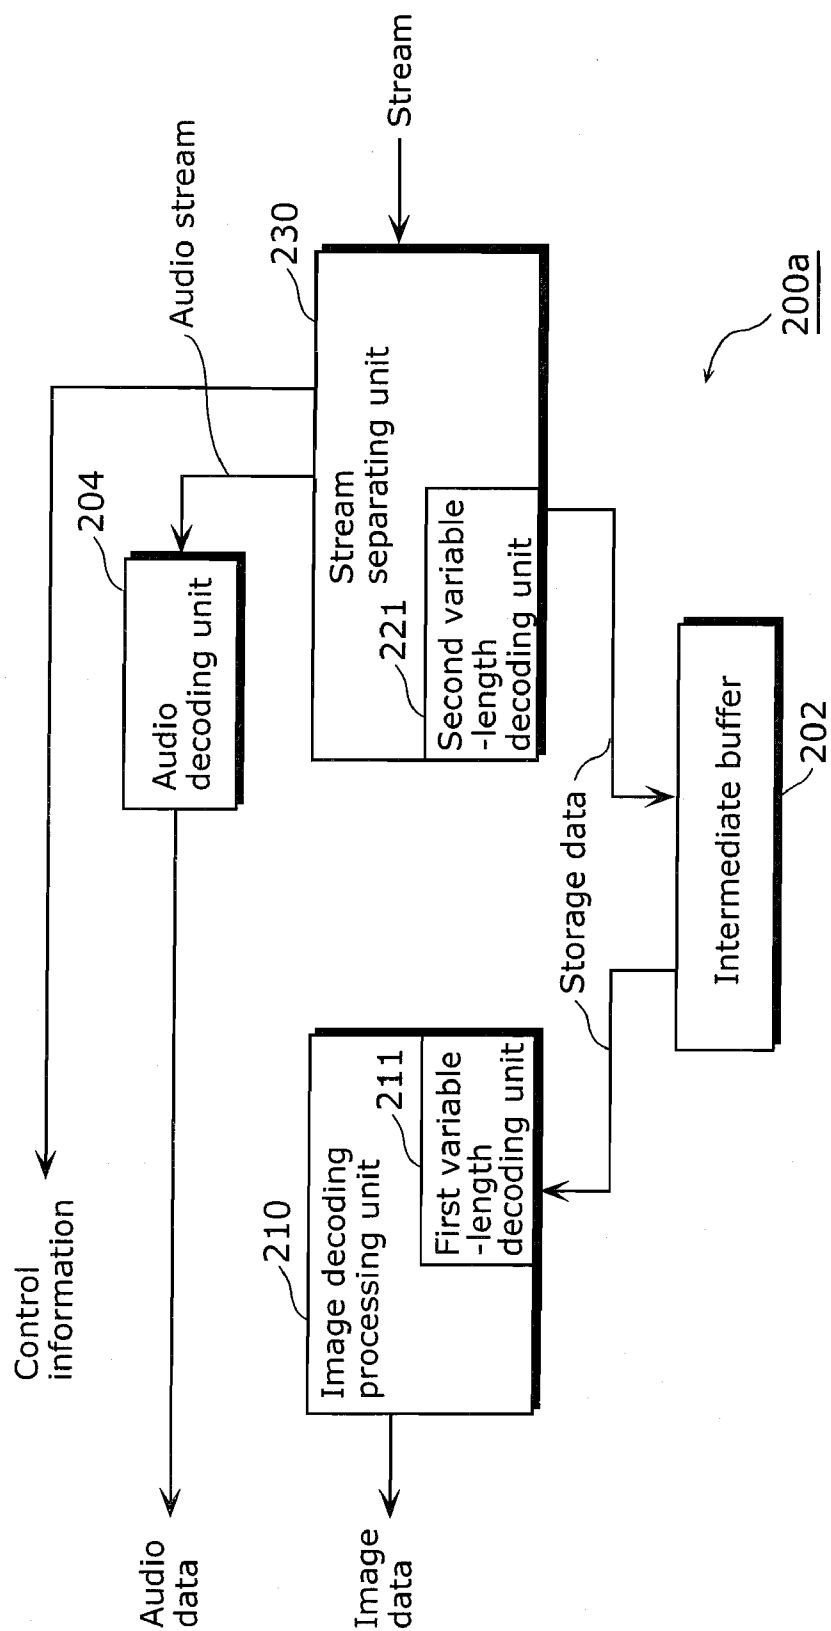 Control
information
Audio
data
Image
data
204
Audio
decoding unit
Audio stream
230
Stream
separating unit
221
Second variable
-length
decoding unit
Stream
210
Image decoding
processing unit
211
First variable
-length
decoding unit
Storage data
Intermediate buffer
202
200a